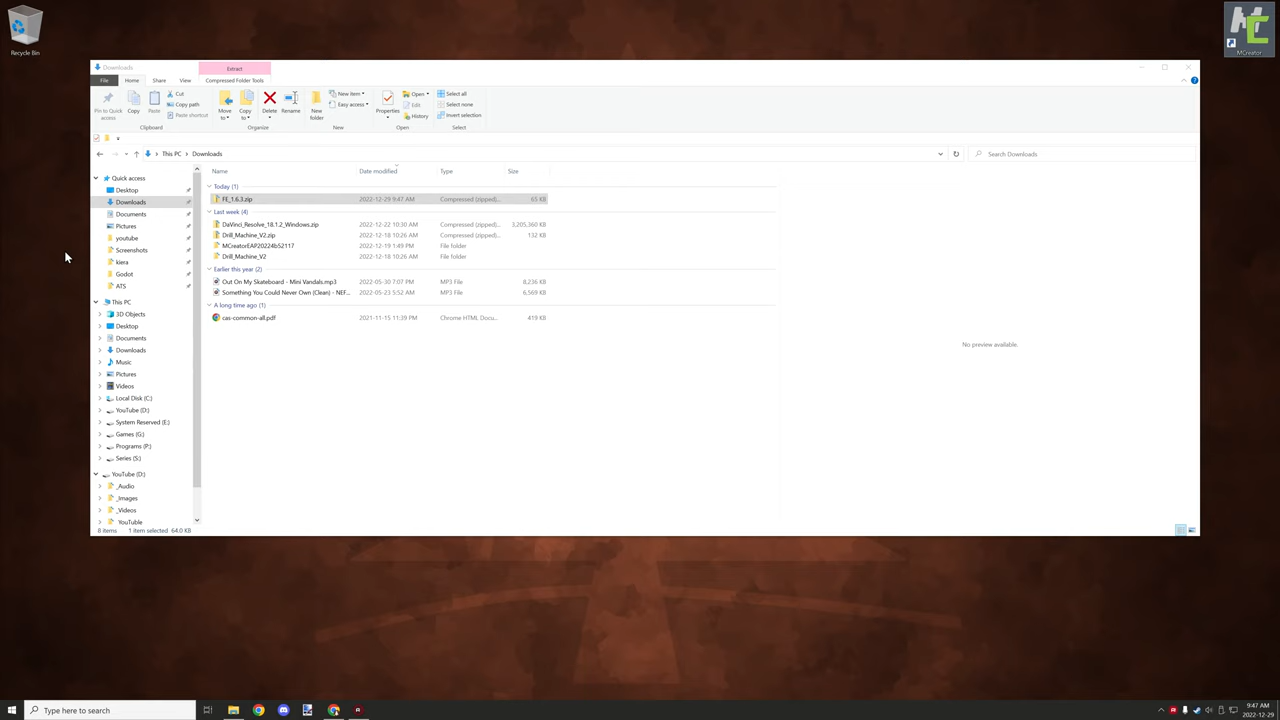 Recycle Bin
MCreator
Downloads
Extract
File Home Share View Compressed Folder Tools
Pin to Quick access
Copy
Paste
Cut
Copy path
Paste shortcut
Clipboard
Move to
Copy to
Delete
Rename
Organize
New folder
New item
Easy access
New
Properties
Open
Edit
History
Open
Select all
Select none
Invert selection
Select
This PC > Downloads
Search Downloads
Quick access
Desktop
Downloads
Documents
Pictures
youtube
Screenshots
kiera
Godot
ATS
This PC
3D Objects
Desktop
Documents
Downloads
Music
Pictures
Videos
Local Disk (C:)
YouTube (D:)
System Reserved (E:)
Games (G:)
Programs (P:)
Series (S:)
YouTube (D:)
_Audio
_Images
_Videos
YouTuble
Name Date modified Type Size
Today (1)
FE_1.6.3.zip 2022-12-29 9:47 AM Compressed (zipped)... 65 KB
Last week (4)
DaVinci_Resolve_18.1.2_Windows.zip 2022-12-22 10:30 AM Compressed (zipped)... 3,205,360 KB
Drill_Machine_V2.zip 2022-12-18 10:26 AM Compressed (zipped)... 132 KB
MCreatorEAP20224b52117 2022-12-19 1:49 PM File folder
Drill_Machine_V2 2022-12-18 10:26 AM File folder
Earlier this year (2)
Out On My Skateboard - Mini Vandals.mp3 2022-05-30 7:07 PM MP3 File 8,236 KB
Something You Could Never Own (Clean) - NEF... 2022-05-23 5:52 AM MP3 File 6,569 KB
A long time ago (1)
cas-common-all.pdf 2021-11-15 11:39 PM Chrome HTML Docu... 419 KB
No preview available.
8 items 1 item selected 64.0 KB
Type here to search
9:47 AM
2022-12-29